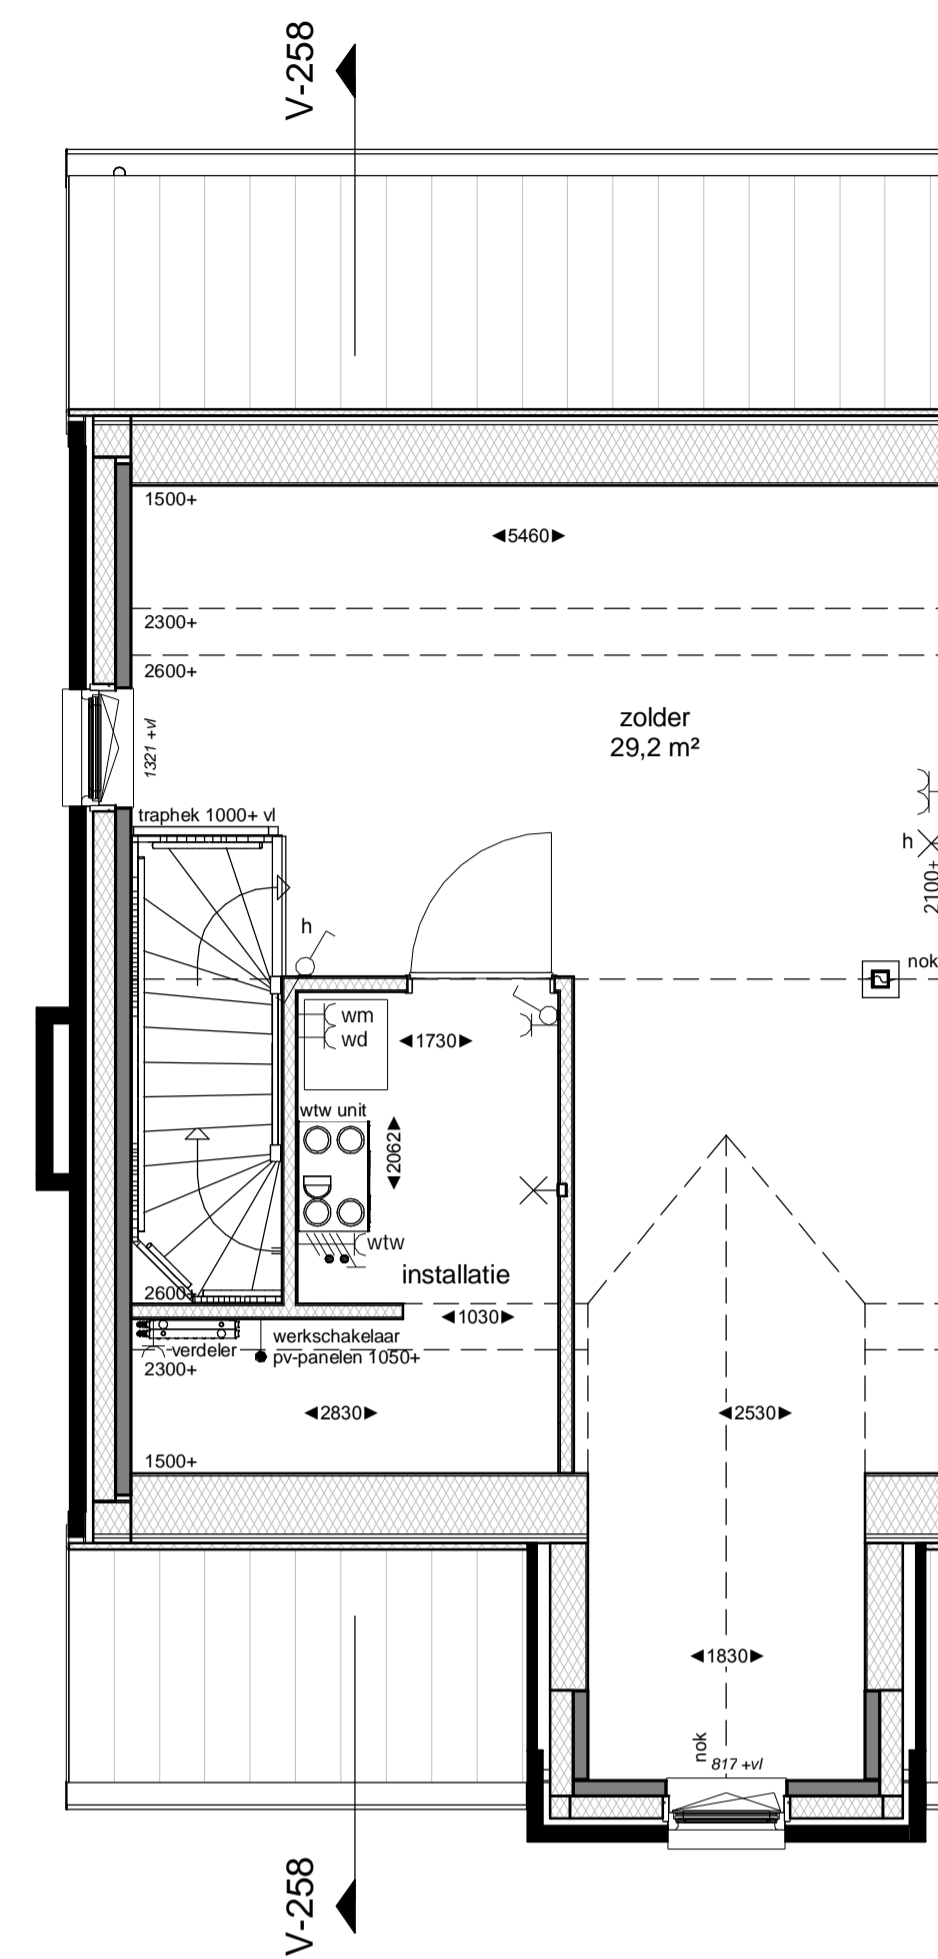 V-258
1500+
5460
2300+
2600+
zolder
29,2 m²
1321 +vl
traphek 1000+ vl
h
2100+
h
nok
wm
wd
1730
wtw unit
2062
wtw
installatie
2600+
1030
werkschakelaar
verdeler
pv-panelen 1050+
2300+
2830
2530
1500+
1830
nok
817 +vl
V-258